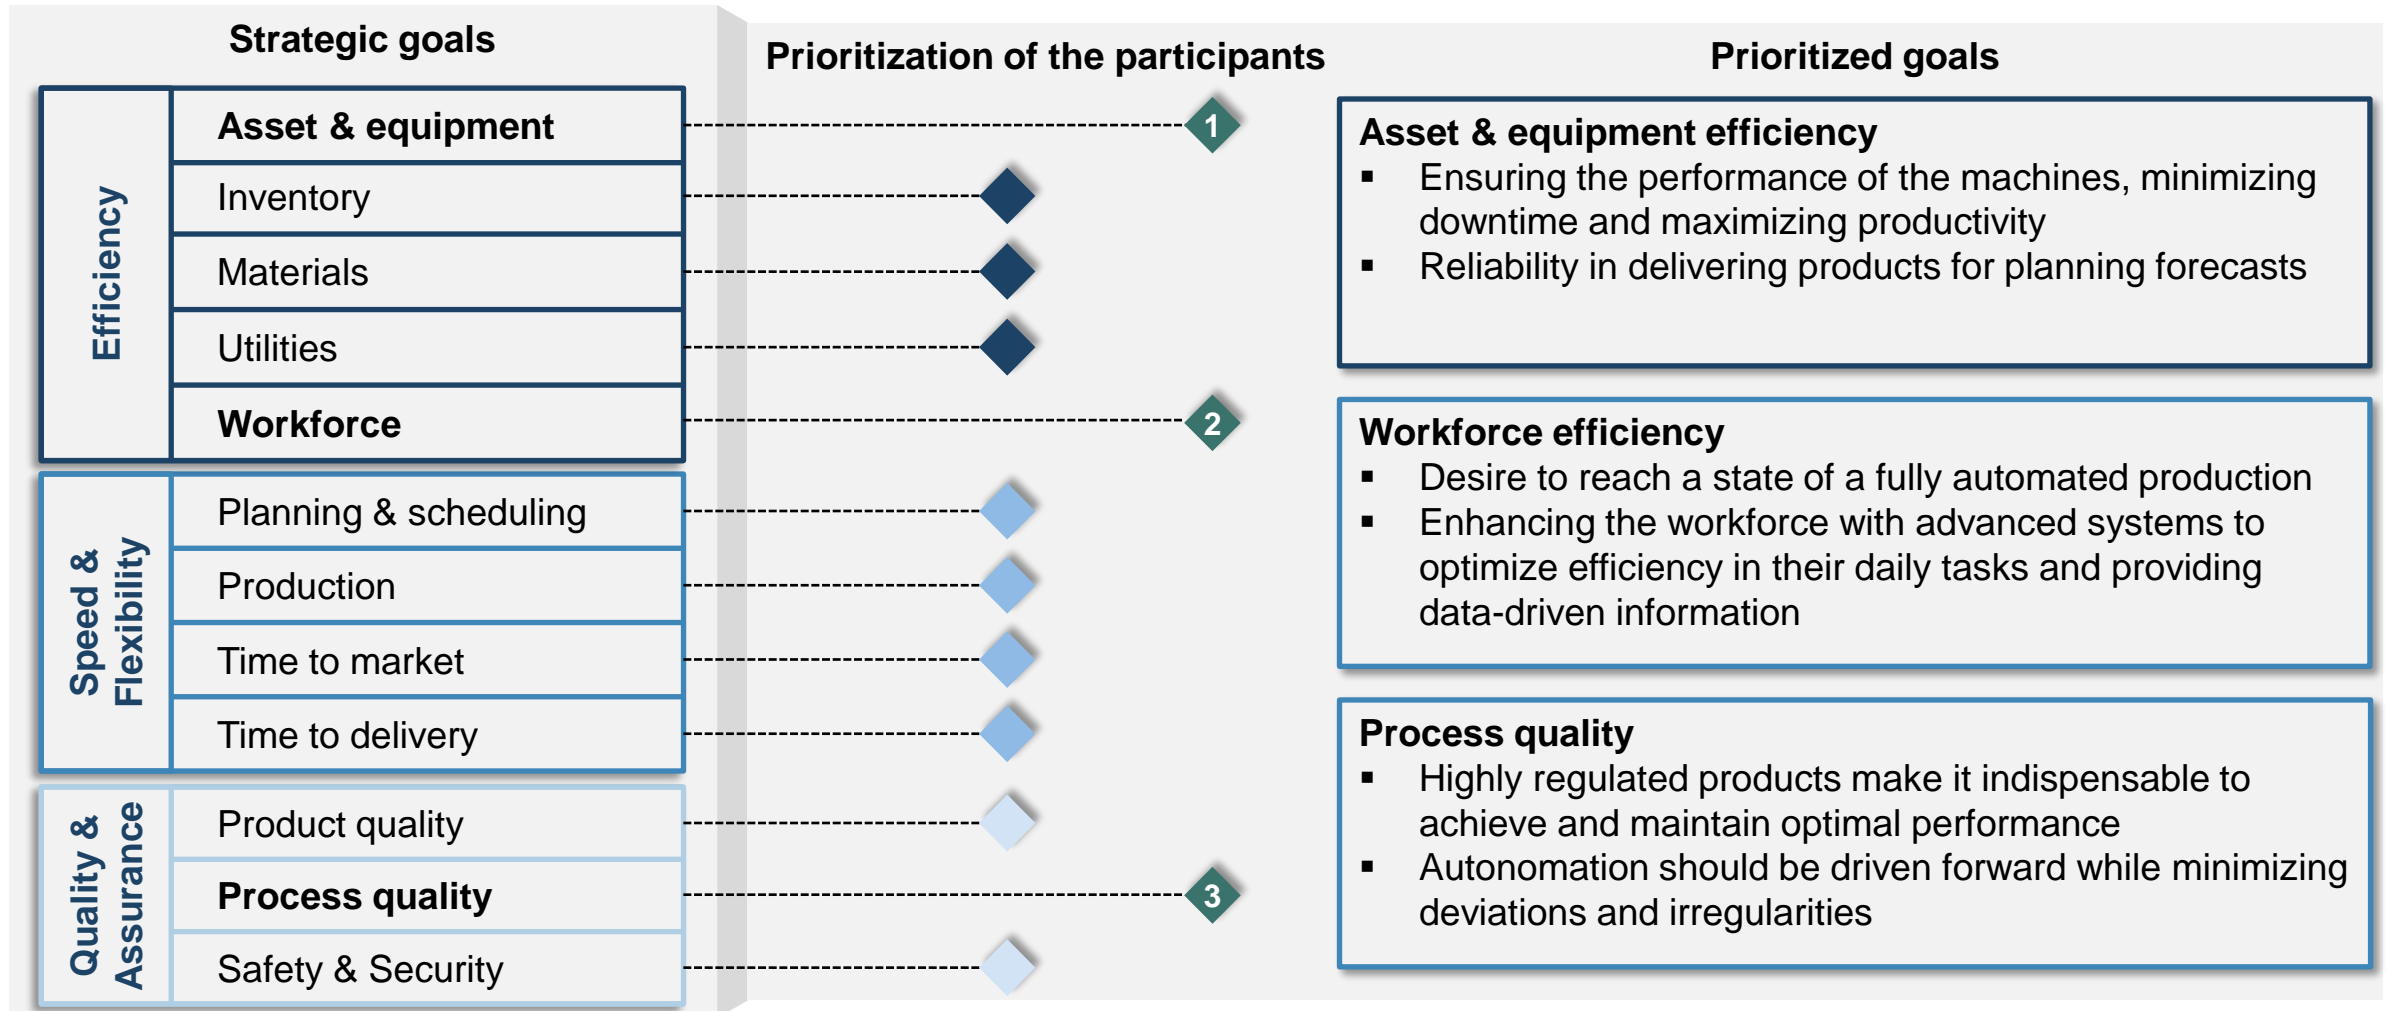 Strategic goals
Prioritization of the participants
Prioritized goals
Efficiency
Asset & equipment
1
Inventory
Materials
Utilities
Workforce
2
Speed &
Flexibility
Planning & scheduling
Production
Time to market
Time to delivery
Quality &
Assurance
Product quality
Process quality
3
Safety & Security
Asset & equipment efficiency
▪ Ensuring the performance of the machines, minimizing
downtime and maximizing productivity
▪ Reliability in delivering products for planning forecasts
Workforce efficiency
▪ Desire to reach a state of a fully automated production
▪ Enhancing the workforce with advanced systems to
optimize efficiency in their daily tasks and providing
data-driven information
Process quality
▪ Highly regulated products make it indispensable to
achieve and maintain optimal performance
▪ Autonomation should be driven forward while minimizing
deviations and irregularities